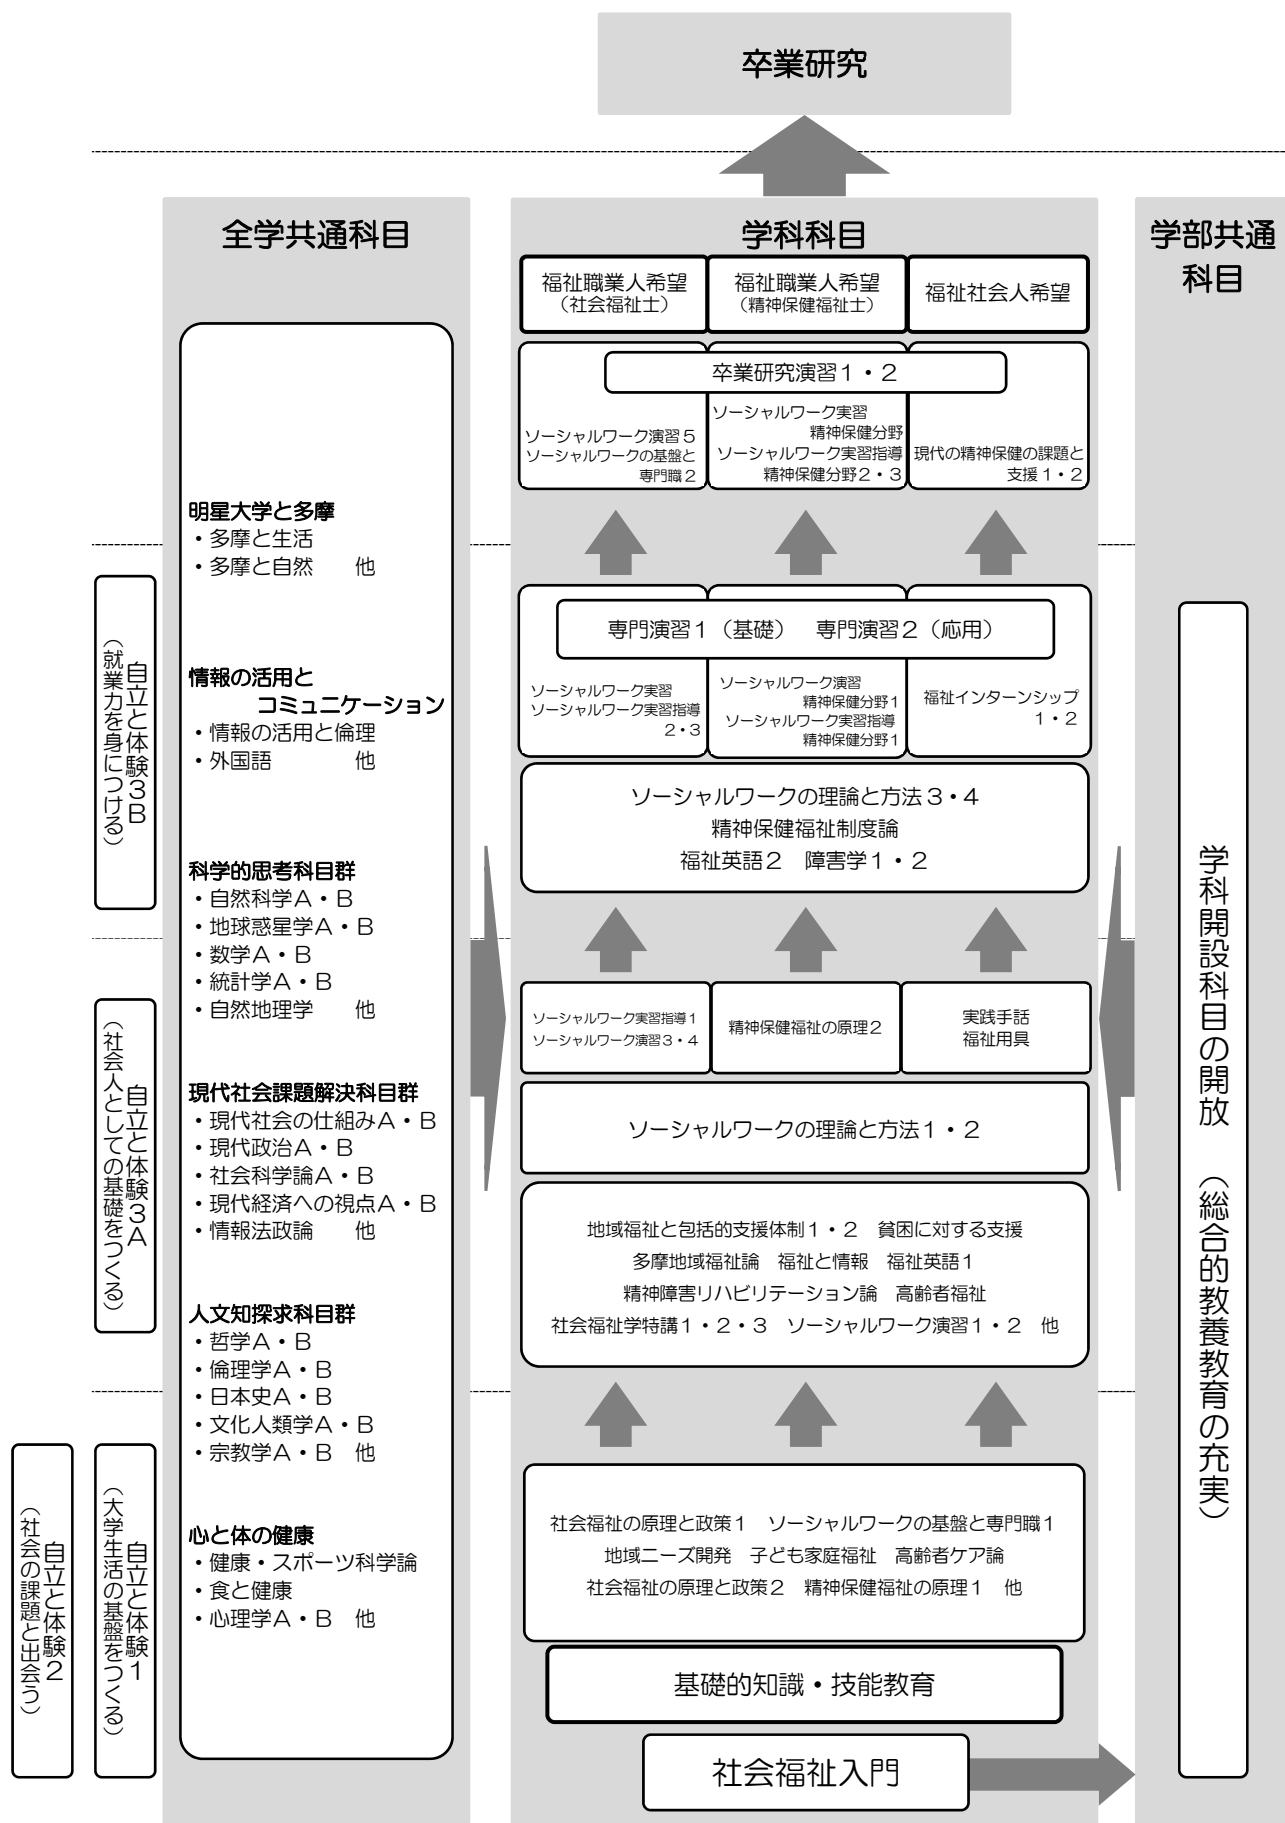 卒業研究
全学共通科目
明星大学と多摩
・多摩と生活
・多摩と自然　他
情報の活用と
コミュニケーション
・情報の活用と倫理
・外国語　他
科学的思考科目群
・自然科学A・B
・地球惑星学A・B
・数学A・B
・統計学A・B
・自然地理学　他
現代社会課題解決科目群
・現代社会の仕組みA・B
・現代政治A・B
・社会科学論A・B
・現代経済への視点A・B
・情報法政論　他
人文知探求科目群
・哲学A・B
・倫理学A・B
・日本史A・B
・文化人類学A・B
・宗教学A・B　他
心と体の健康
・健康・スポーツ科学論
・食と健康
・心理学A・B　他
学科科目
福祉職業人希望
（社会福祉士）
福祉職業人希望
（精神保健福祉士）
福祉社会人希望
卒業研究演習１・２
ソーシャルワーク演習５
ソーシャルワークの基盤と
専門職２
ソーシャルワーク実習
精神保健分野
ソーシャルワーク実習指導
精神保健分野２・３
現代の精神保健の課題と
支援１・２
専門演習１（基礎）　専門演習２（応用）
ソーシャルワーク実習
ソーシャルワーク実習指導
２・３
ソーシャルワーク演習
精神保健分野１
ソーシャルワーク実習指導
精神保健分野１
福祉インターンシップ
１・２
ソーシャルワークの理論と方法３・４
精神保健福祉制度論
福祉英語２　障害学１・２
ソーシャルワーク実習指導１
ソーシャルワーク演習３・４
精神保健福祉の原理２
実践手話
福祉用具
ソーシャルワークの理論と方法１・２
地域福祉と包括的支援体制１・２　貧困に対する支援
多摩地域福祉論　福祉と情報　福祉英語１
精神障害リハビリテーション論　高齢者福祉
社会福祉学特講１・２・３　ソーシャルワーク演習１・２　他
社会福祉の原理と政策１　ソーシャルワークの基盤と専門職１
地域ニーズ開発　子ども家庭福祉　高齢者ケア論
社会福祉の原理と政策２　精神保健福祉の原理１　他
基礎的知識・技能教育
社会福祉入門
学部共通
科目
学科開設科目の開放　（総合的教養教育の充実）
自立と体験３B
（就業力を身につける）
自立と体験３A
（社会人としての基礎をつくる）
自立と体験１
（大学生活の基盤をつくる）
自立と体験２
（社会の課題と出会う）